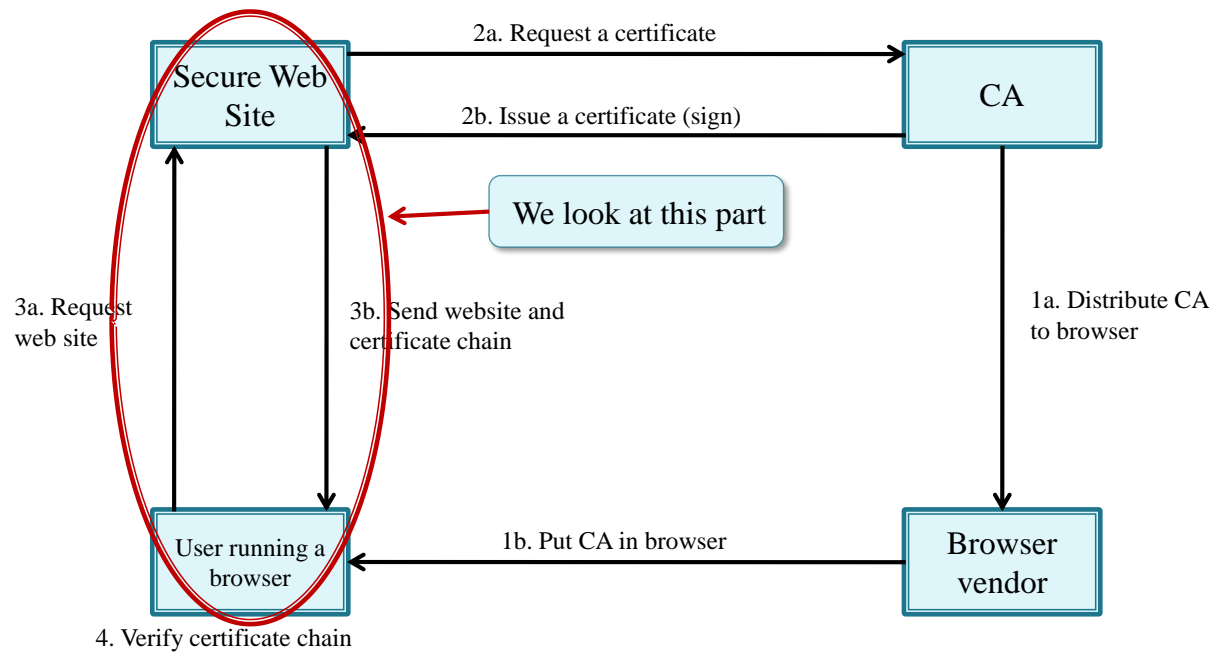 2a. Request a certificate
Secure Web
Site
CA
2b. Issue a certificate (sign)
We look at this part
3a. Request
web site
3b. Send website and
certificate chain
1a. Distribute CA
to browser
User running a
browser
1b. Put CA in browser
Browser
vendor
4. Verify certificate chain